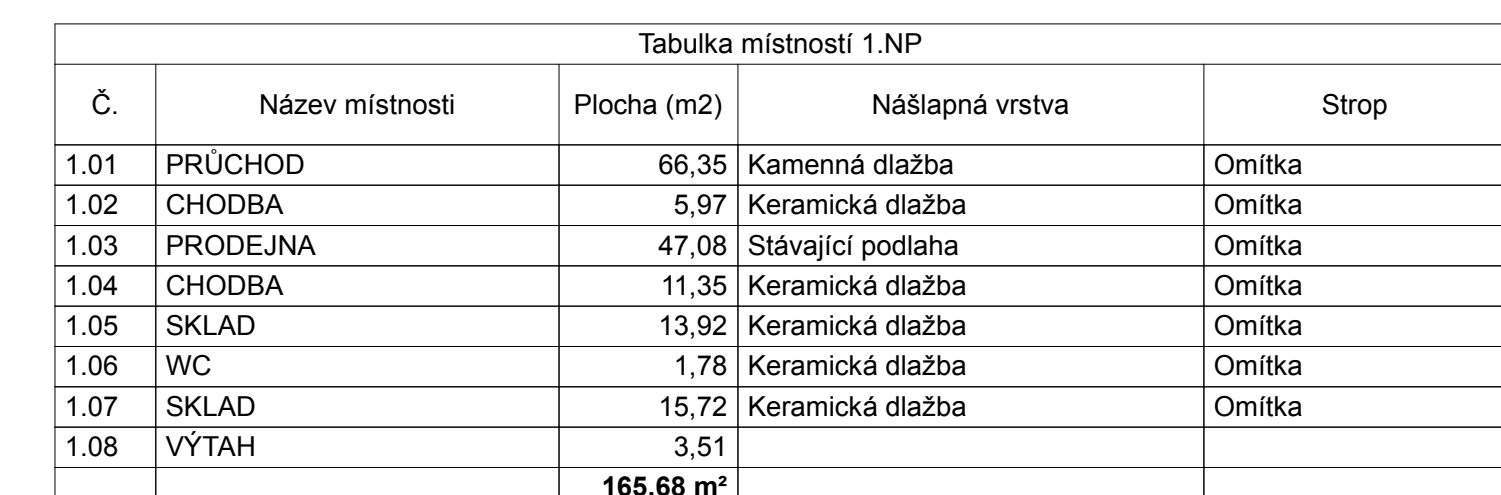 Tabulka místností 1.NP
Č. Název místnosti Plocha (m2) Nášlapná vrstva Strop
1.01 PRŮCHOD 66,35 Kamenná dlažba Omítka
1.02 CHODBA 5,97 Keramická dlažba Omítka
1.03 PRODEJNA 47,08 Stávající podlaha Omítka
1.04 CHODBA 11,35 Keramická dlažba Omítka
1.05 SKLAD 13,92 Keramická dlažba Omítka
1.06 WC 1,78 Keramická dlažba Omítka
1.07 SKLAD 15,72 Keramická dlažba Omítka
1.08 VÝTAH 3,51
165,68 m²